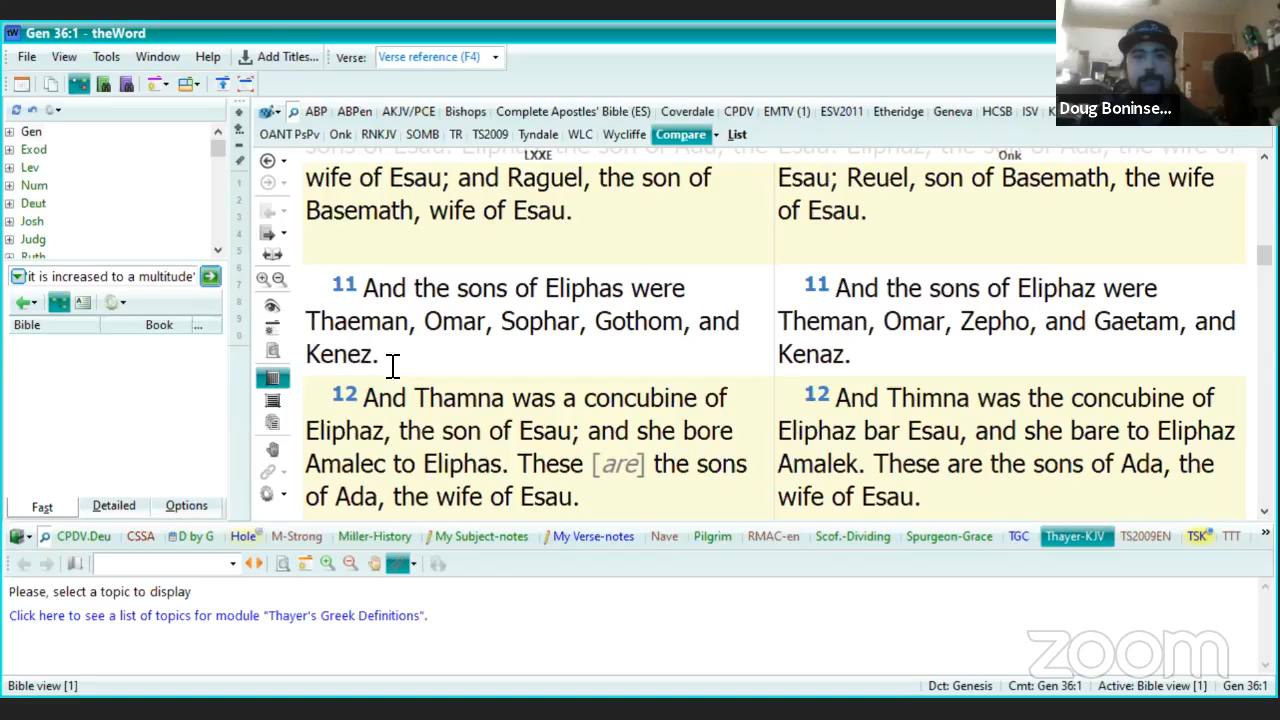 Gen 36:1 - theWord
File View Tools Window Help Add Titles... Verse: Verse reference (F4)
Doug Boninse...
ABP ABPen AKJV/PCE Bishops Complete Apostles' Bible (ES) Coverdale CPDV EMTV (1) ESV2011 Etheridge Geneva HCSB ISV
OANT PsPv Onk RNKJV SOMB TR TS2009 Tyndale WLC Wycliffe Compare List
Gen
Exod
Lev
Num
Deut
Josh
Judg
Ruth
it is increased to a multitude'
Bible Book ...
Fast Detailed Options
1
2
3
4
5
6
7
8
9
0
LXXE
wife of Esau; and Raguel, the son of
Basemath, wife of Esau.
11 And the sons of Eliphas were
Thaeman, Omar, Sophar, Gothom, and
Kenez.
12 And Thamna was a concubine of
Eliphaz, the son of Esau; and she bore
Amalec to Eliphas. These [are] the sons
of Ada, the wife of Esau.
Onk
Esau; Reuel, son of Basemath, the wife
of Esau.
11 And the sons of Eliphaz were
Theman, Omar, Zepho, and Gaetam, and
Kenaz.
12 And Thimna was the concubine of
Eliphaz bar Esau, and she bare to Eliphaz
Amalek. These are the sons of Ada, the
wife of Esau.
CPDV.Deu CSSA D by G Hole M-Strong Miller-History My Subject-notes My Verse-notes Nave Pilgrim RMAC-en Scof.-Dividing Spurgeon-Grace TGC Thayer-KJV TS2009EN TSK TTT
Please, select a topic to display
Click here to see a list of topics for module "Thayer's Greek Definitions".
zoom
Bible view [1] Dct: Genesis Cmt: Gen 36:1 Active: Bible view [1] Gen 36:1